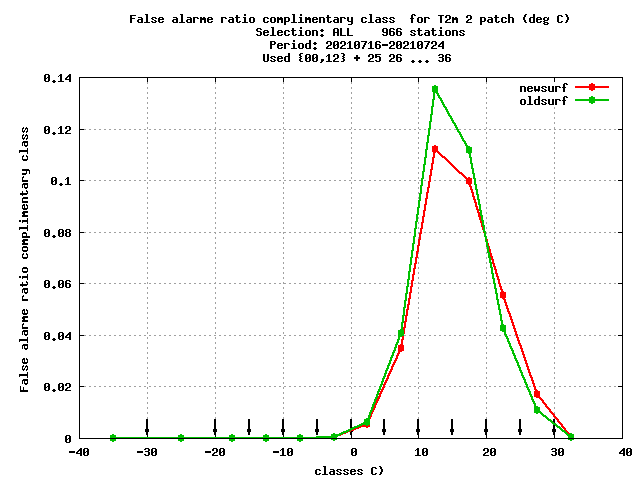 False alarme ratio complimentary class  for T2m 2 patch (deg C)
Selection: ALL    966 stations
Period: 20210716-20210724
Used {00,12} + 25 26 ... 36
newsurf
oldsurf
False alarme ratio complimentary class
0.14
0.12
0.1
0.08
0.06
0.04
0.02
0
-40 -30 -20 -10 0 10 20 30 40
classes C)